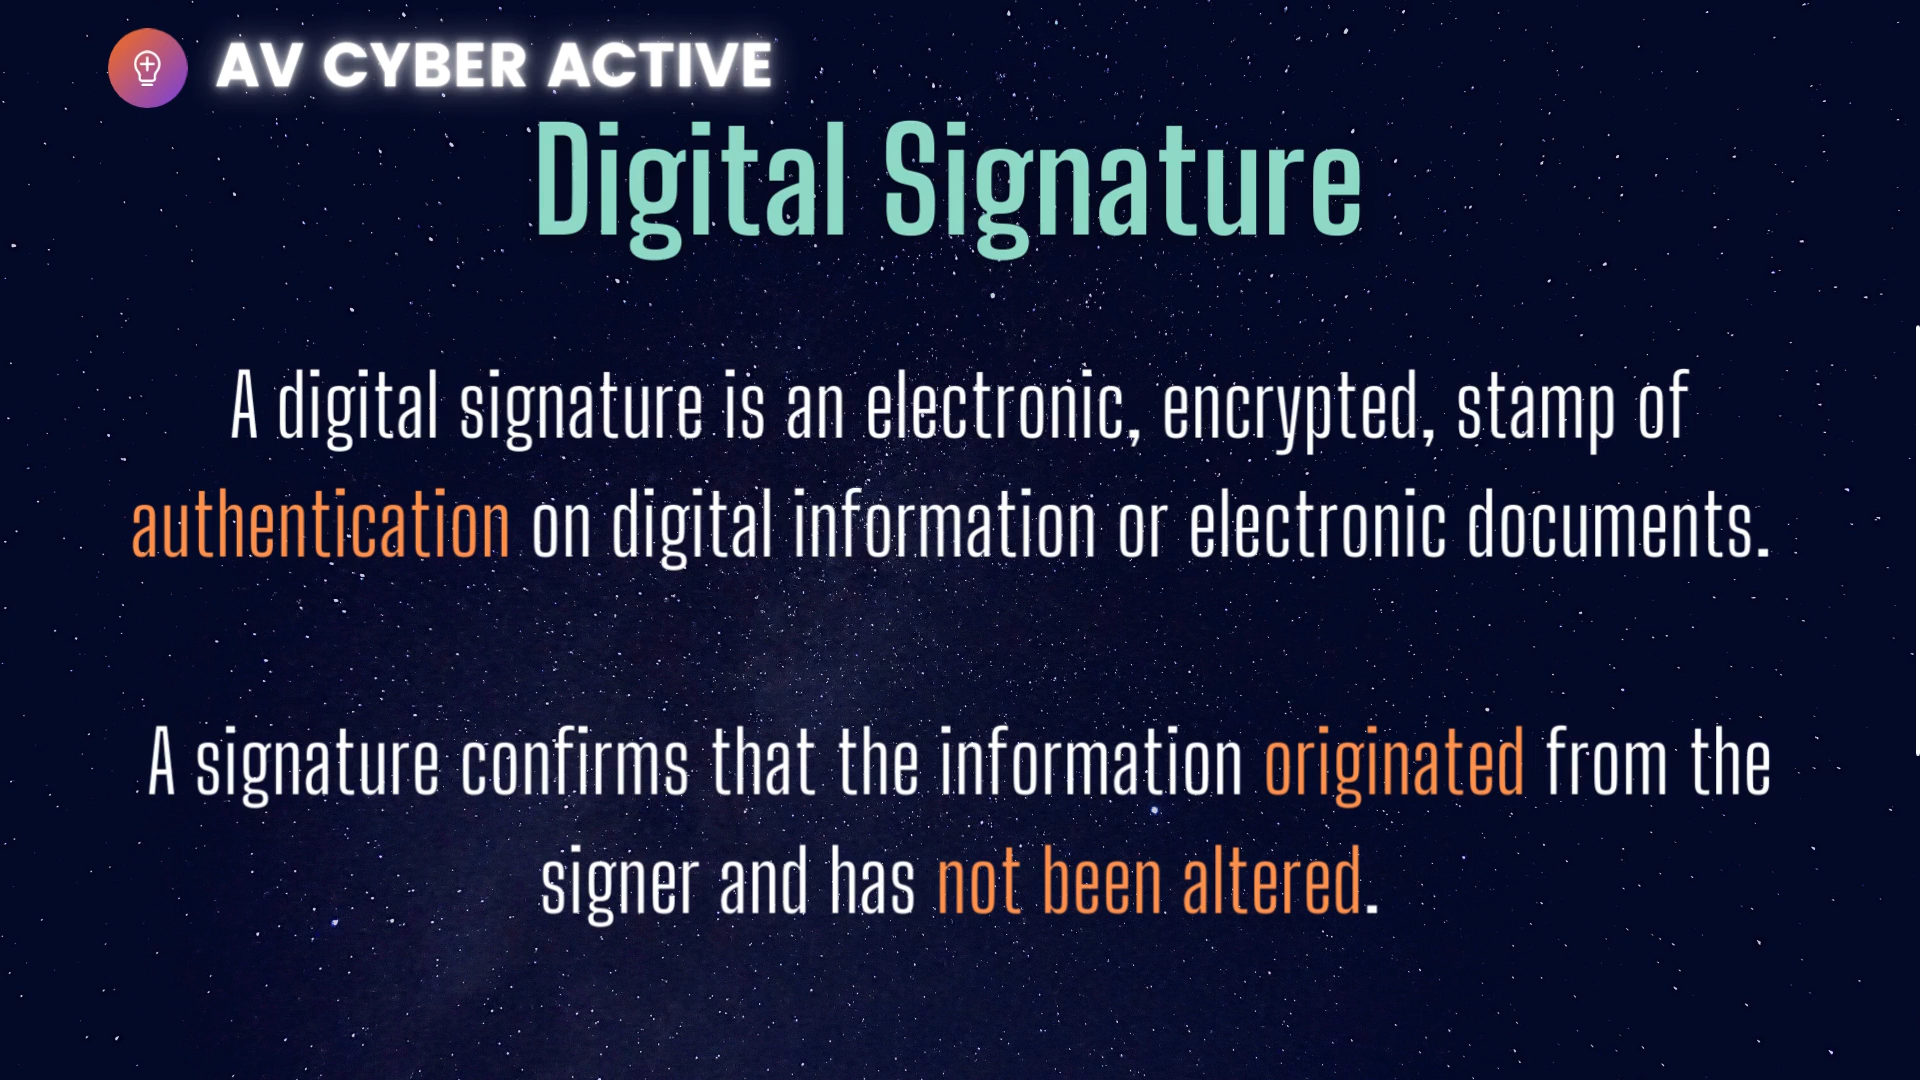 AV CYBER ACTIVE
Digital Signature
A digital signature is an electronic, encrypted, stamp of
authentication on digital information or electronic documents.
A signature confirms that the information originated from the
signer and has not been altered.